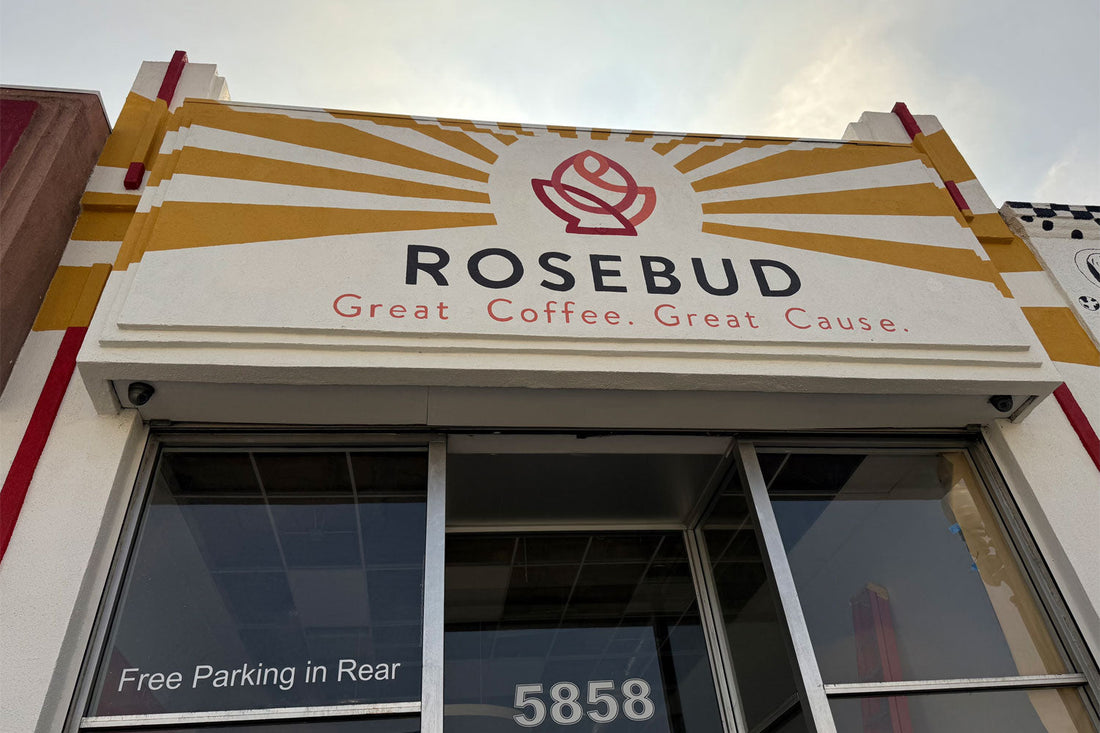 ROSEBUD
Great Coffee. Great Cause.
Free Parking in Rear
5858